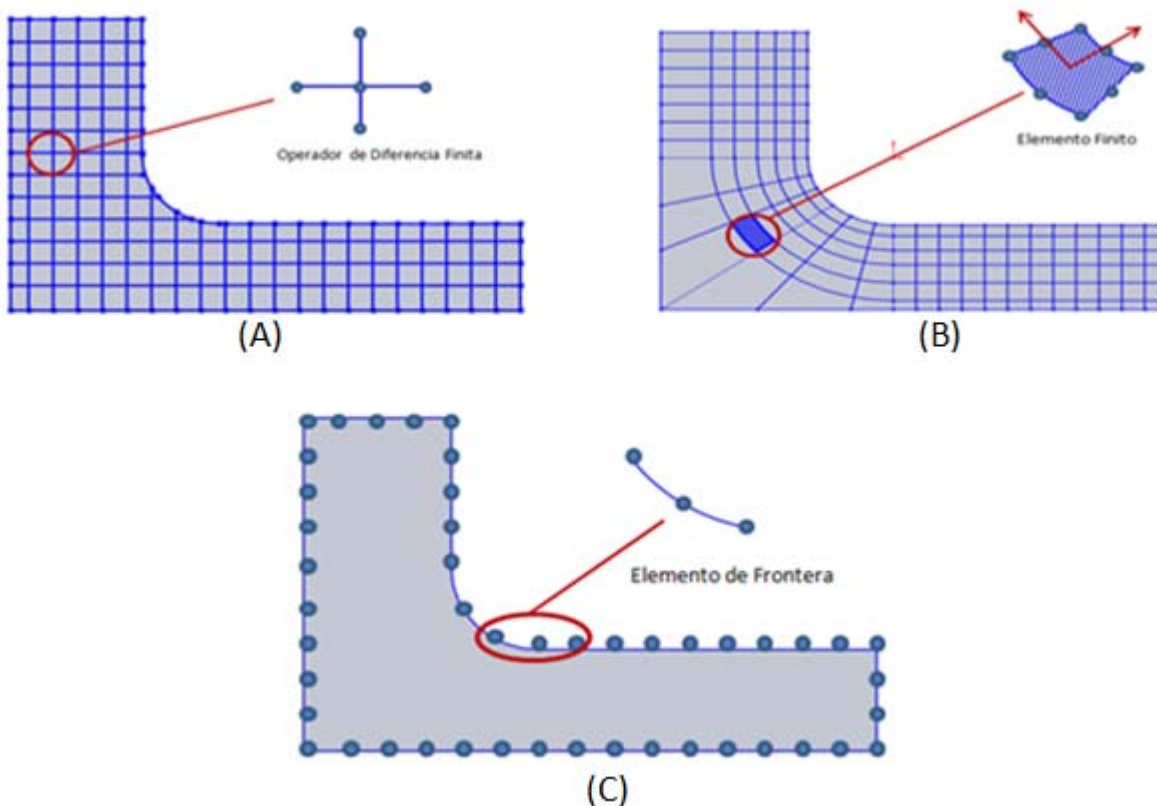 Operador de Diferencia Finita
Elemento Finito
(A)
(B)
Elemento de Frontera
(C)